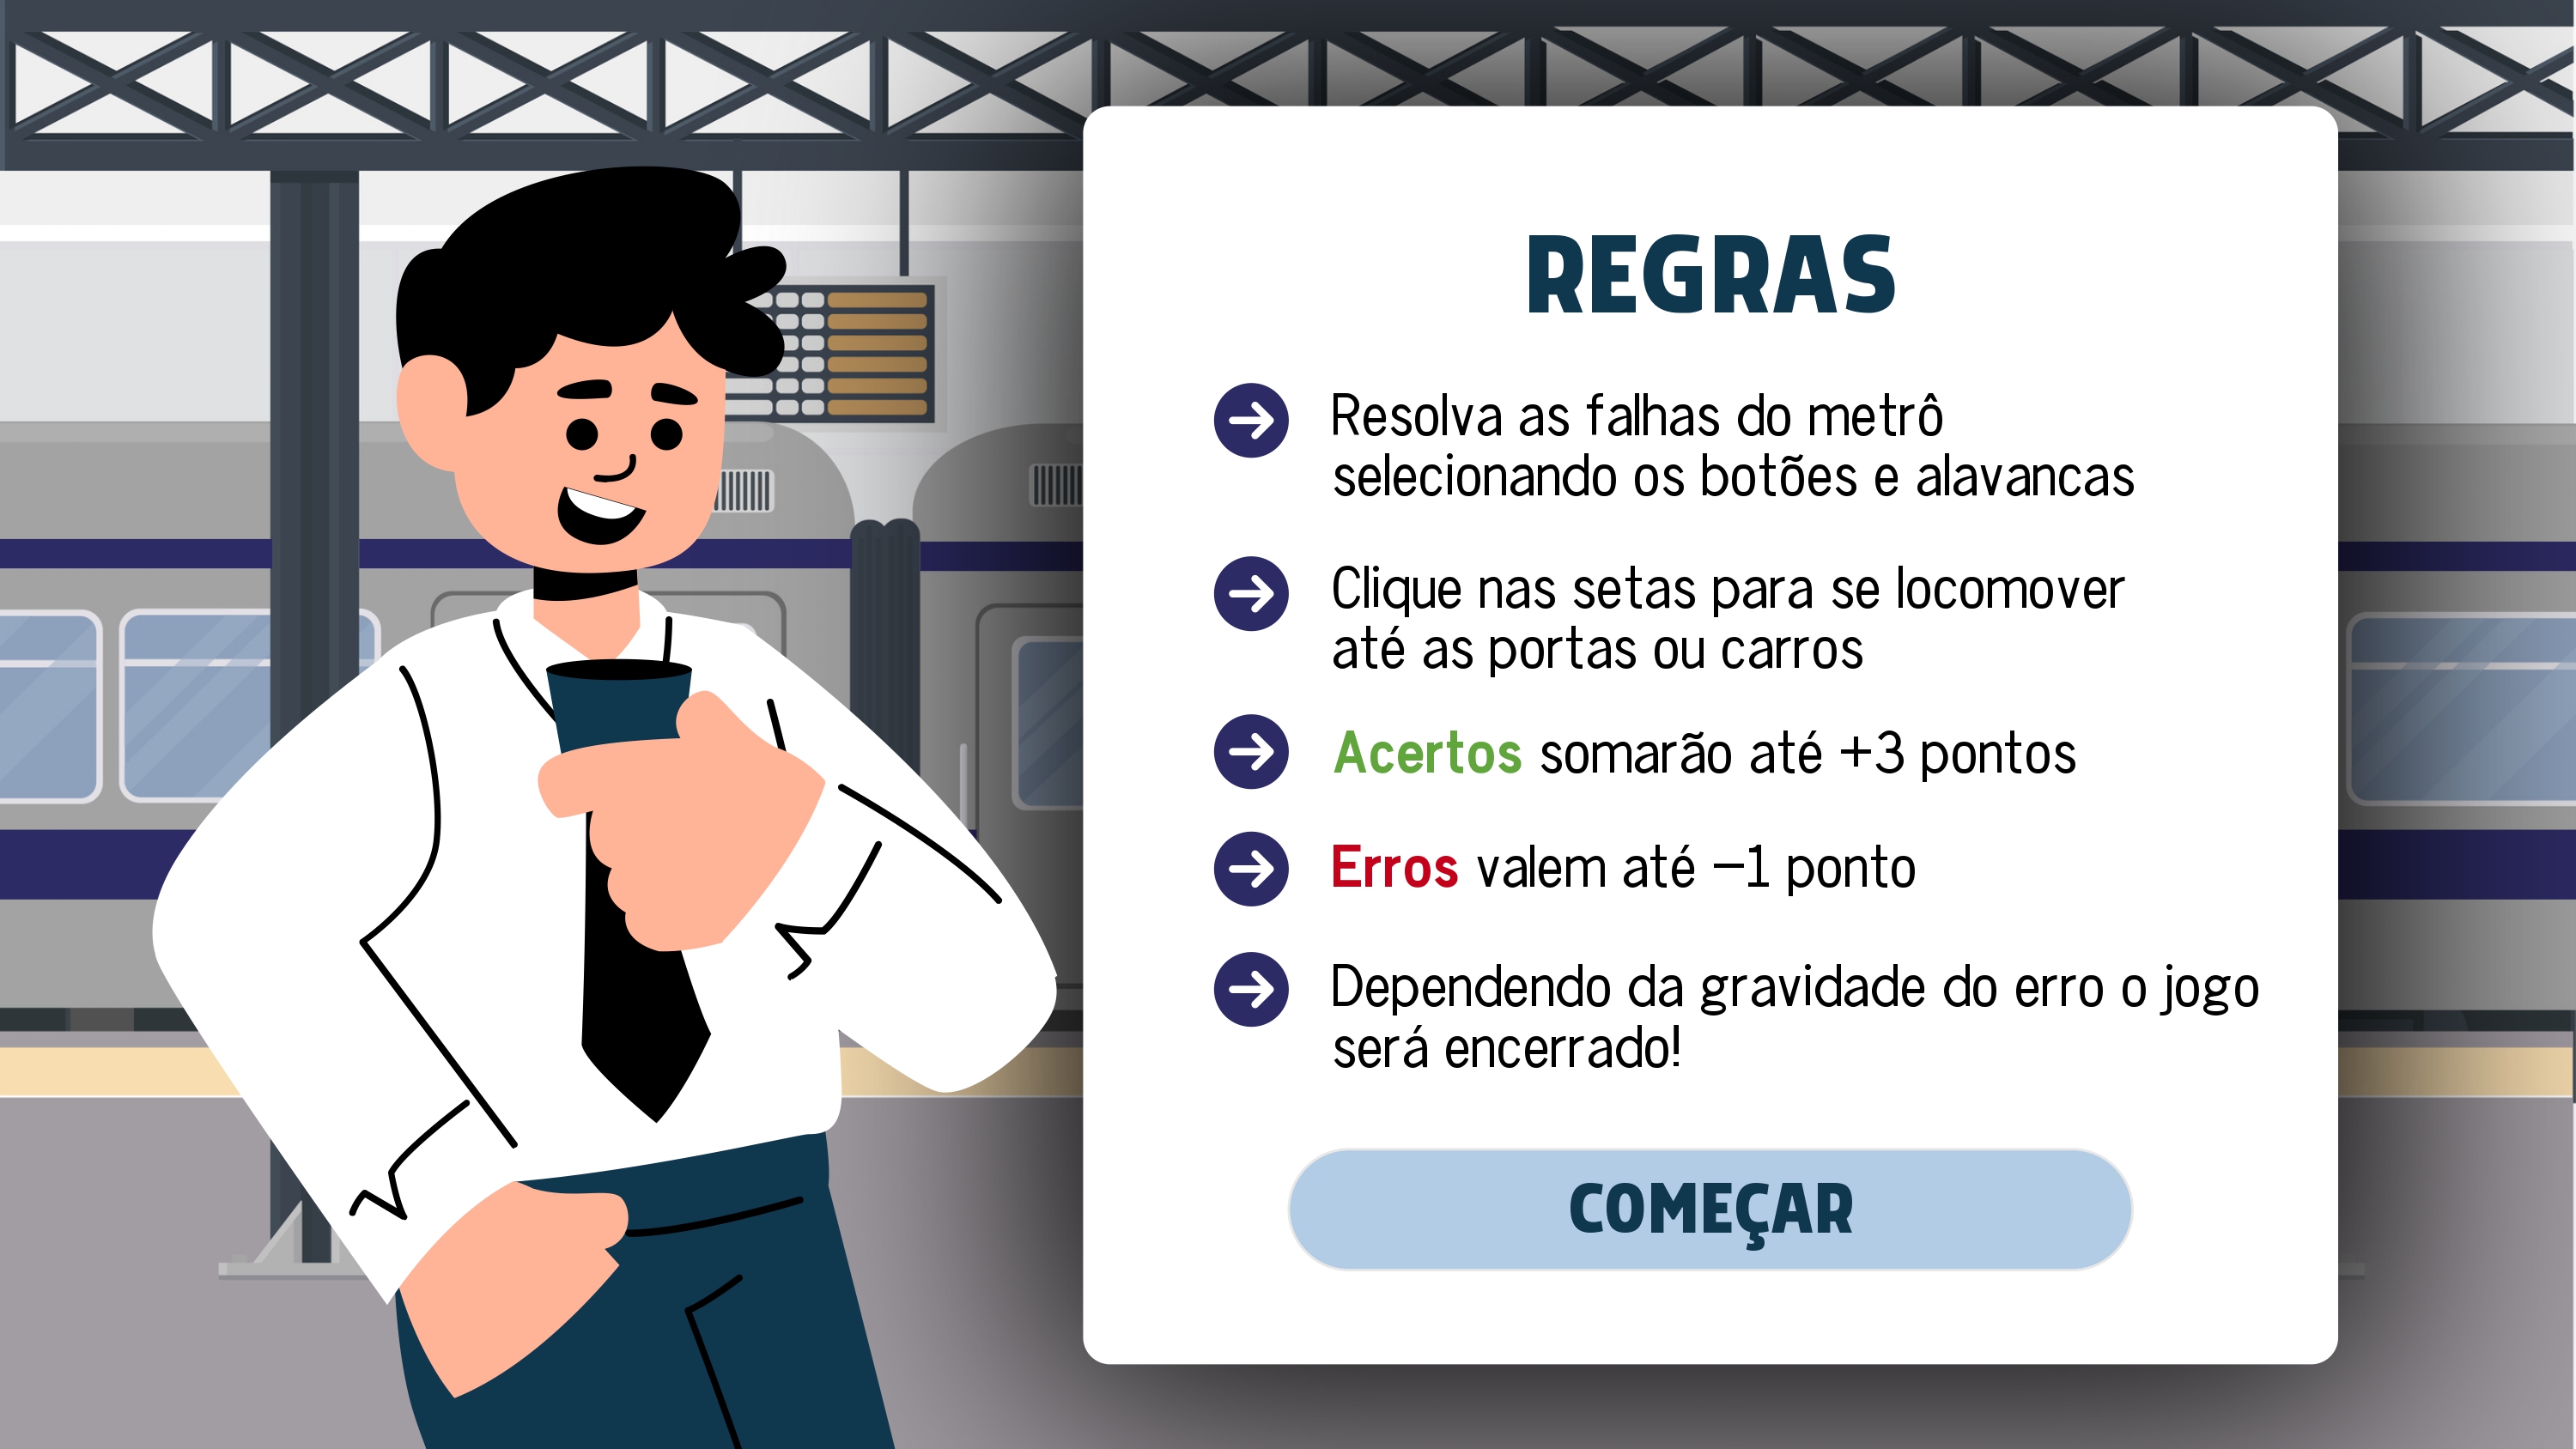 REGRAS
Resolva as falhas do metrô
selecionando os botões e alavancas
Clique nas setas para se locomover
até as portas ou carros
Acertos somarão até +3 pontos
Erros valem até –1 ponto
Dependendo da gravidade do erro o jogo
será encerrado!
COMEÇAR